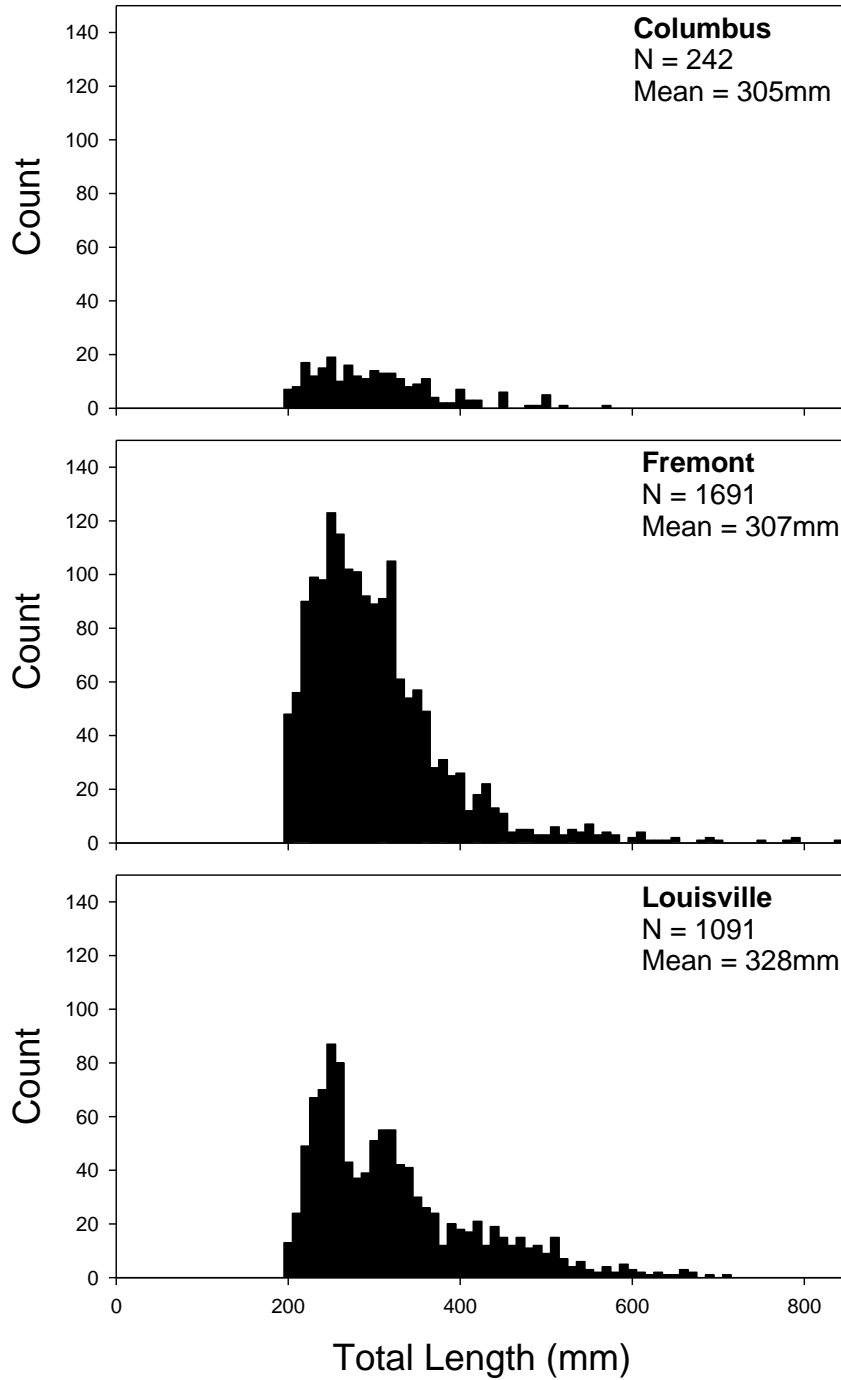 Columbus
N = 242
Mean = 305mm
140
120
100
80
60
40
20
0
Count
Fremont
N = 1691
Mean = 307mm
140
120
100
80
60
40
20
0
Count
Louisville
N = 1091
Mean = 328mm
140
120
100
80
60
40
20
0
Count
0 200 400 600 800
Total Length (mm)